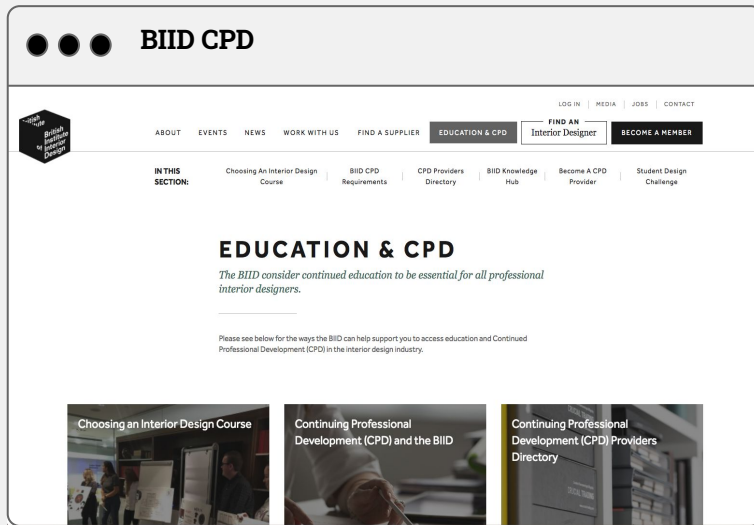 BIID CPD
LOG IN | MEDIA | JOBS | CONTACT
British
Institute
of Interior
Design
ABOUT EVENTS NEWS WORK WITH US FIND A SUPPLIER EDUCATION & CPD
FIND AN
Interior Designer
BECOME A MEMBER
IN THIS
SECTION:
Choosing An Interior Design
Course
BIID CPD
Requirements
CPD Providers
Directory
BIID Knowledge
Hub
Become A CPD
Provider
Student Design
Challenge
EDUCATION & CPD
The BIID consider continued education to be essential for all professional
interior designers.
Please see below for the ways the BIID can help support you to access education and Continued
Professional Development (CPD) in the interior design industry.
Choosing an Interior Design Course
Continuing Professional
Development (CPD) and the BIID
Continuing Professional
Development (CPD) Providers
Directory